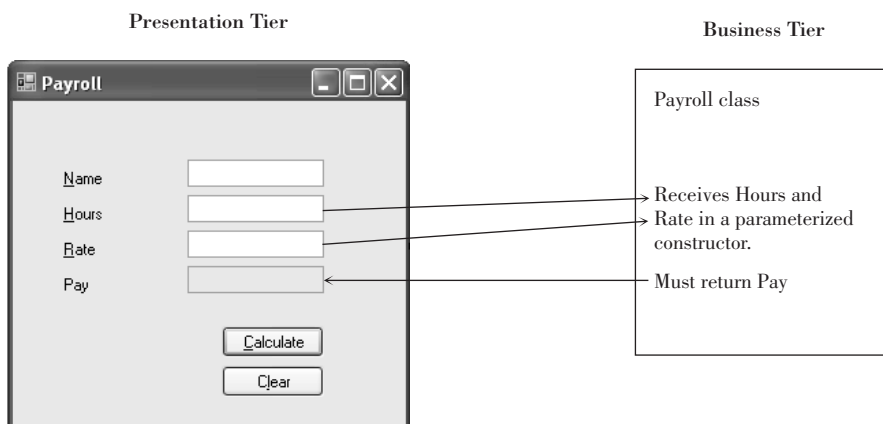 Presentation Tier
Business Tier
Payroll
Name
Hours
Rate
Pay
Calculate
Clear
Payroll class
Receives Hours and
Rate in a parameterized
constructor.
Must return Pay